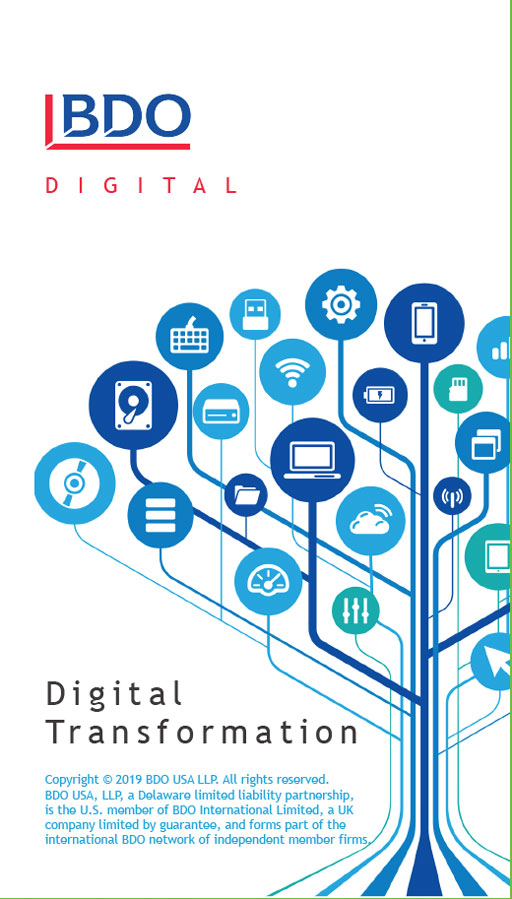 BDO
DIGITAL
Digital
Transformation
Copyright © 2019 BDO USA LLP. All rights reserved.
BDO USA, LLP, a Delaware limited liability partnership,
is the U.S. member of BDO International Limited, a UK
company limited by guarantee, and forms part of the
international BDO network of independent member firms.